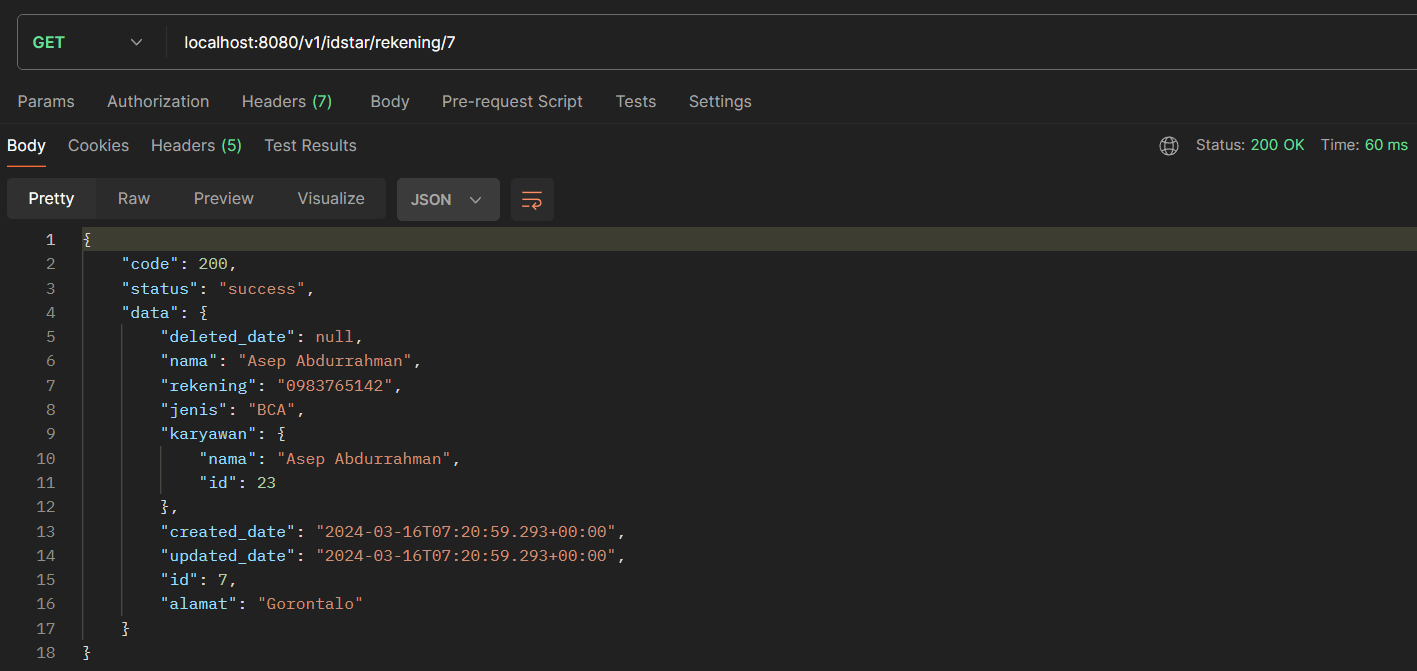 GET localhost:8080/v1/idstar/rekening/7
Params Authorization Headers (7) Body Pre-request Script Tests Settings
Body Cookies Headers (5) Test Results Status: 200 OK Time: 60 ms
Pretty Raw Preview Visualize JSON
1 {
2 "code": 200,
3 "status": "success",
4 "data": {
5 "deleted_date": null,
6 "nama": "Asep Abdurrahman",
7 "rekening": "0983765142",
8 "jenis": "BCA",
9 "karyawan": {
10 "nama": "Asep Abdurrahman",
11 "id": 23
12 },
13 "created_date": "2024-03-16T07:20:59.293+00:00",
14 "updated_date": "2024-03-16T07:20:59.293+00:00",
15 "id": 7,
16 "alamat": "Gorontalo"
17 }
18 }